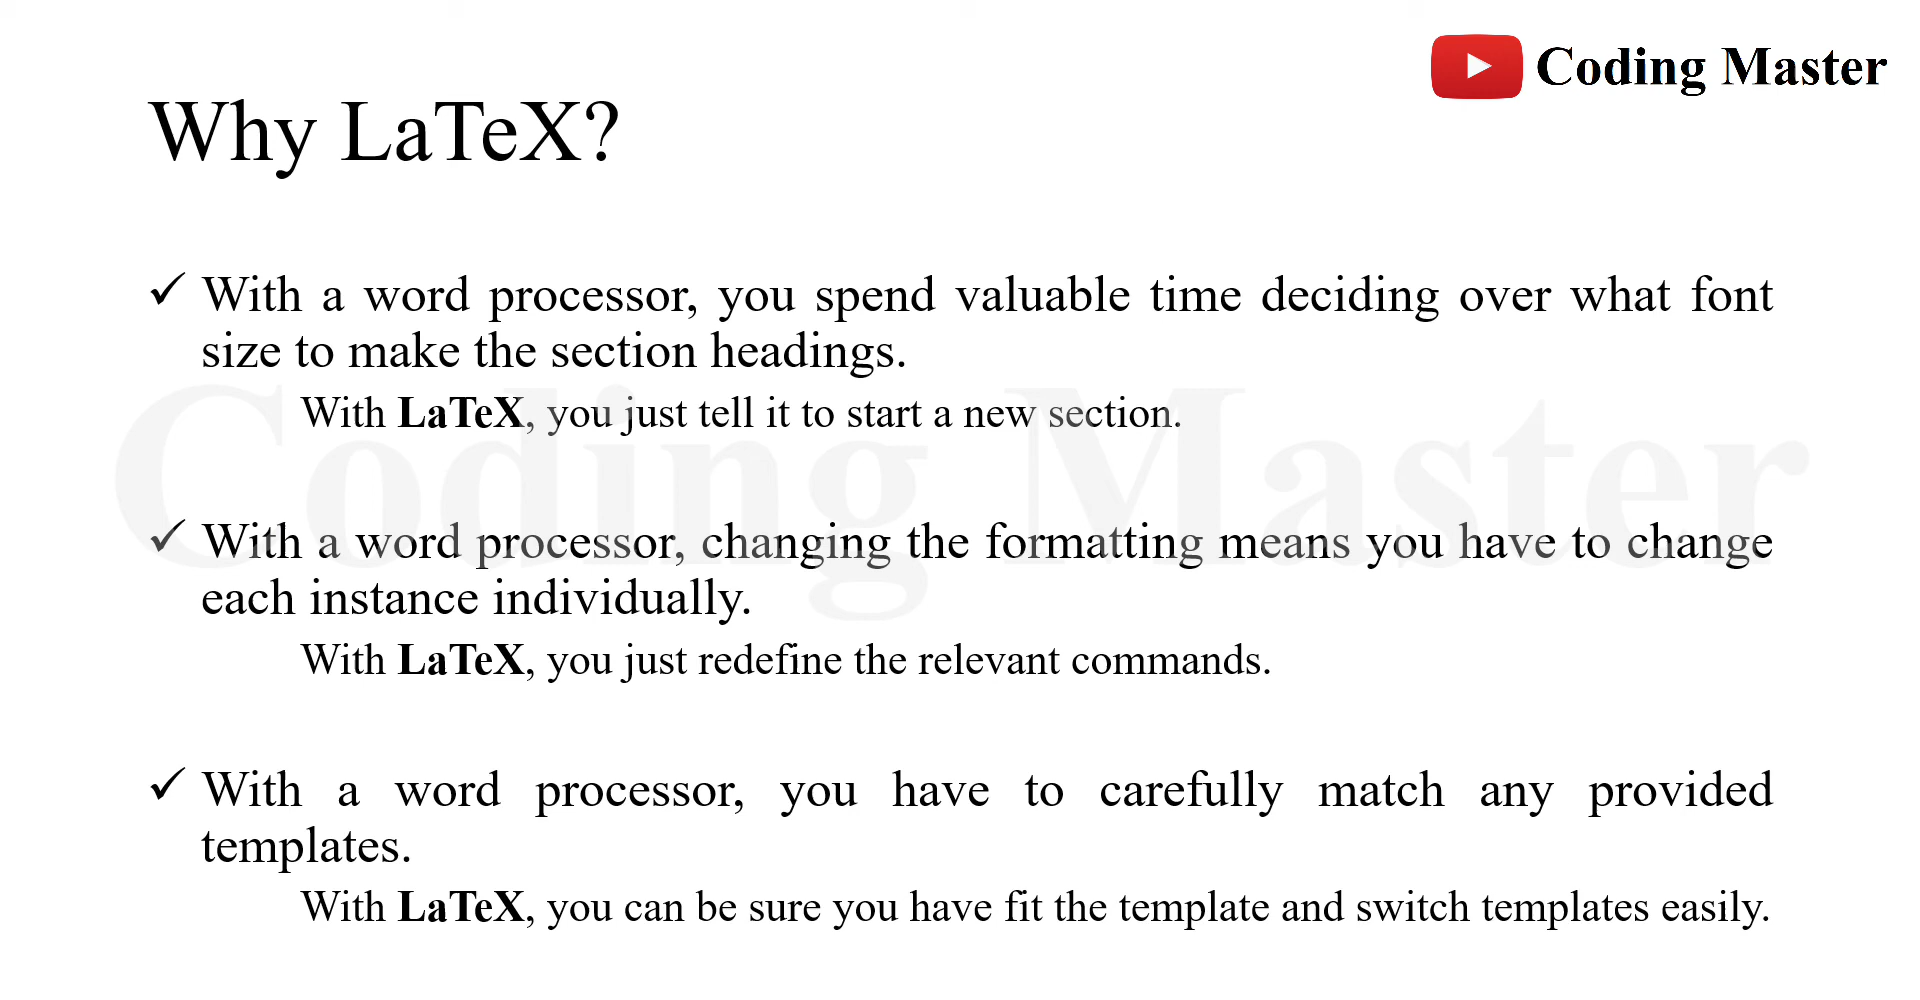 Coding Master
Why LaTeX?
✓ With a word processor, you spend valuable time deciding over what font
size to make the section headings.
With LaTeX, you just tell it to start a new section.
Coding Master
✓ With a word processor, changing the formatting means you have to change
each instance individually.
With LaTeX, you just redefine the relevant commands.
✓ With a word processor, you have to carefully match any provided
templates.
With LaTeX, you can be sure you have fit the template and switch templates easily.